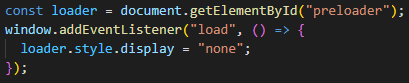 const loader = document.getElementById("preloader");
window.addEventListener("load", () => {
  loader.style.display = "none";
});